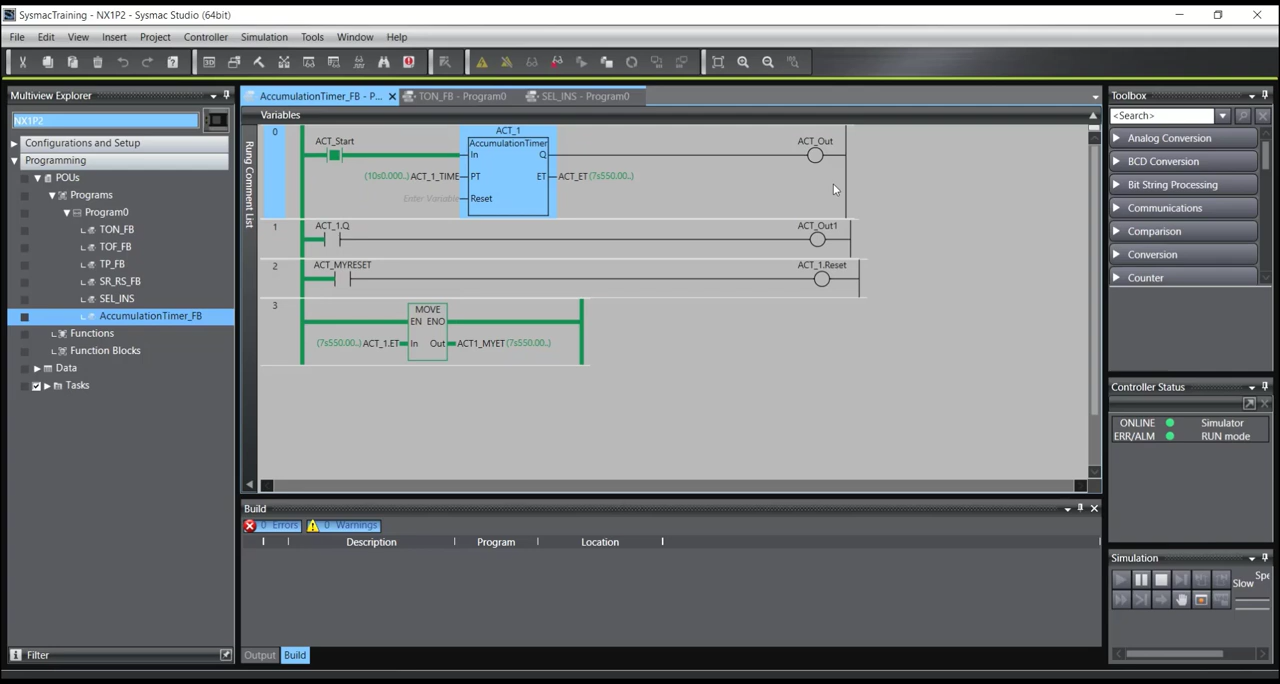 SysmacTraining - NX1P2 - Sysmac Studio (64bit)
File Edit View Insert Project Controller Simulation Tools Window Help
Multiview Explorer
NX1P2
Configurations and Setup
Programming
POUs
Programs
Program0
TON_FB
TOF_FB
TP_FB
SR_RS_FB
SEL_INS
AccumulationTimer_FB
Functions
Function Blocks
Data
Tasks
Filter
AccumulationTimer_FB - P... TON_FB - Program0 SEL_INS - Program0
Variables
Rung Comment List
0
ACT_1
ACT_Start AccumulationTimer ACT_Out
In Q
(10s0.000..) ACT_1_TIME PT ET ACT_ET (7s550.00..)
Enter Variable Reset
1
ACT_1.Q ACT_Out1
2
ACT_MYRESET ACT_1.Reset
3
MOVE
EN ENO
(7s550.00..) ACT_1.ET In Out ACT1_MYET (7s550.00..)
Build
0 Errors 0 Warnings
! Description Program Location
Output Build
Toolbox
<Search>
Analog Conversion
BCD Conversion
Bit String Processing
Communications
Comparison
Conversion
Counter
Controller Status
ONLINE Simulator
ERR/ALM RUN mode
Simulation
Spe
Slow